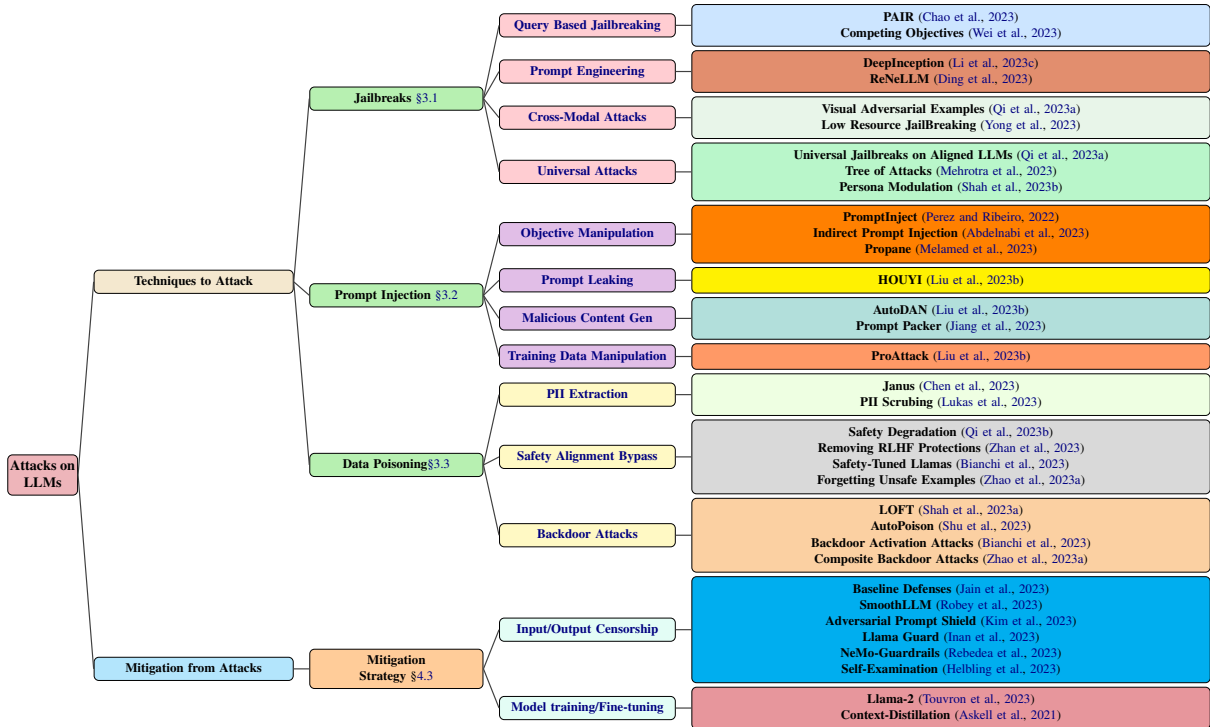 Query Based Jailbreaking
PAIR (Chao et al., 2023)
Competing Objectives (Wei et al., 2023)
Prompt Engineering
DeepInception (Li et al., 2023c)
ReNeLLM (Ding et al., 2023)
Jailbreaks §3.1
Cross-Modal Attacks
Visual Adversarial Examples (Qi et al., 2023a)
Low Resource JailBreaking (Yong et al., 2023)
Universal Attacks
Universal Jailbreaks on Aligned LLMs (Qi et al., 2023a)
Tree of Attacks (Mehrotra et al., 2023)
Persona Modulation (Shah et al., 2023b)
Objective Manipulation
PromptInject (Perez and Ribeiro, 2022)
Indirect Prompt Injection (Abdelnabi et al., 2023)
Propane (Melamed et al., 2023)
Techniques to Attack
Prompt Injection §3.2
Prompt Leaking
HOUYI (Liu et al., 2023b)
Malicious Content Gen
AutoDAN (Liu et al., 2023b)
Prompt Packer (Jiang et al., 2023)
Training Data Manipulation
ProAttack (Liu et al., 2023b)
PII Extraction
Janus (Chen et al., 2023)
PII Scrubing (Lukas et al., 2023)
Attacks on
LLMs
Data Poisoning§3.3
Safety Alignment Bypass
Safety Degradation (Qi et al., 2023b)
Removing RLHF Protections (Zhan et al., 2023)
Safety-Tuned Llamas (Bianchi et al., 2023)
Forgetting Unsafe Examples (Zhao et al., 2023a)
Backdoor Attacks
LOFT (Shah et al., 2023a)
AutoPoison (Shu et al., 2023)
Backdoor Activation Attacks (Bianchi et al., 2023)
Composite Backdoor Attacks (Zhao et al., 2023a)
Input/Output Censorship
Baseline Defenses (Jain et al., 2023)
SmoothLLM (Robey et al., 2023)
Adversarial Prompt Shield (Kim et al., 2023)
Llama Guard (Inan et al., 2023)
NeMo-Guardrails (Rebedea et al., 2023)
Self-Examination (Helbling et al., 2023)
Mitigation from Attacks
Mitigation
Strategy §4.3
Model training/Fine-tuning
Llama-2 (Touvron et al., 2023)
Context-Distillation (Askell et al., 2021)